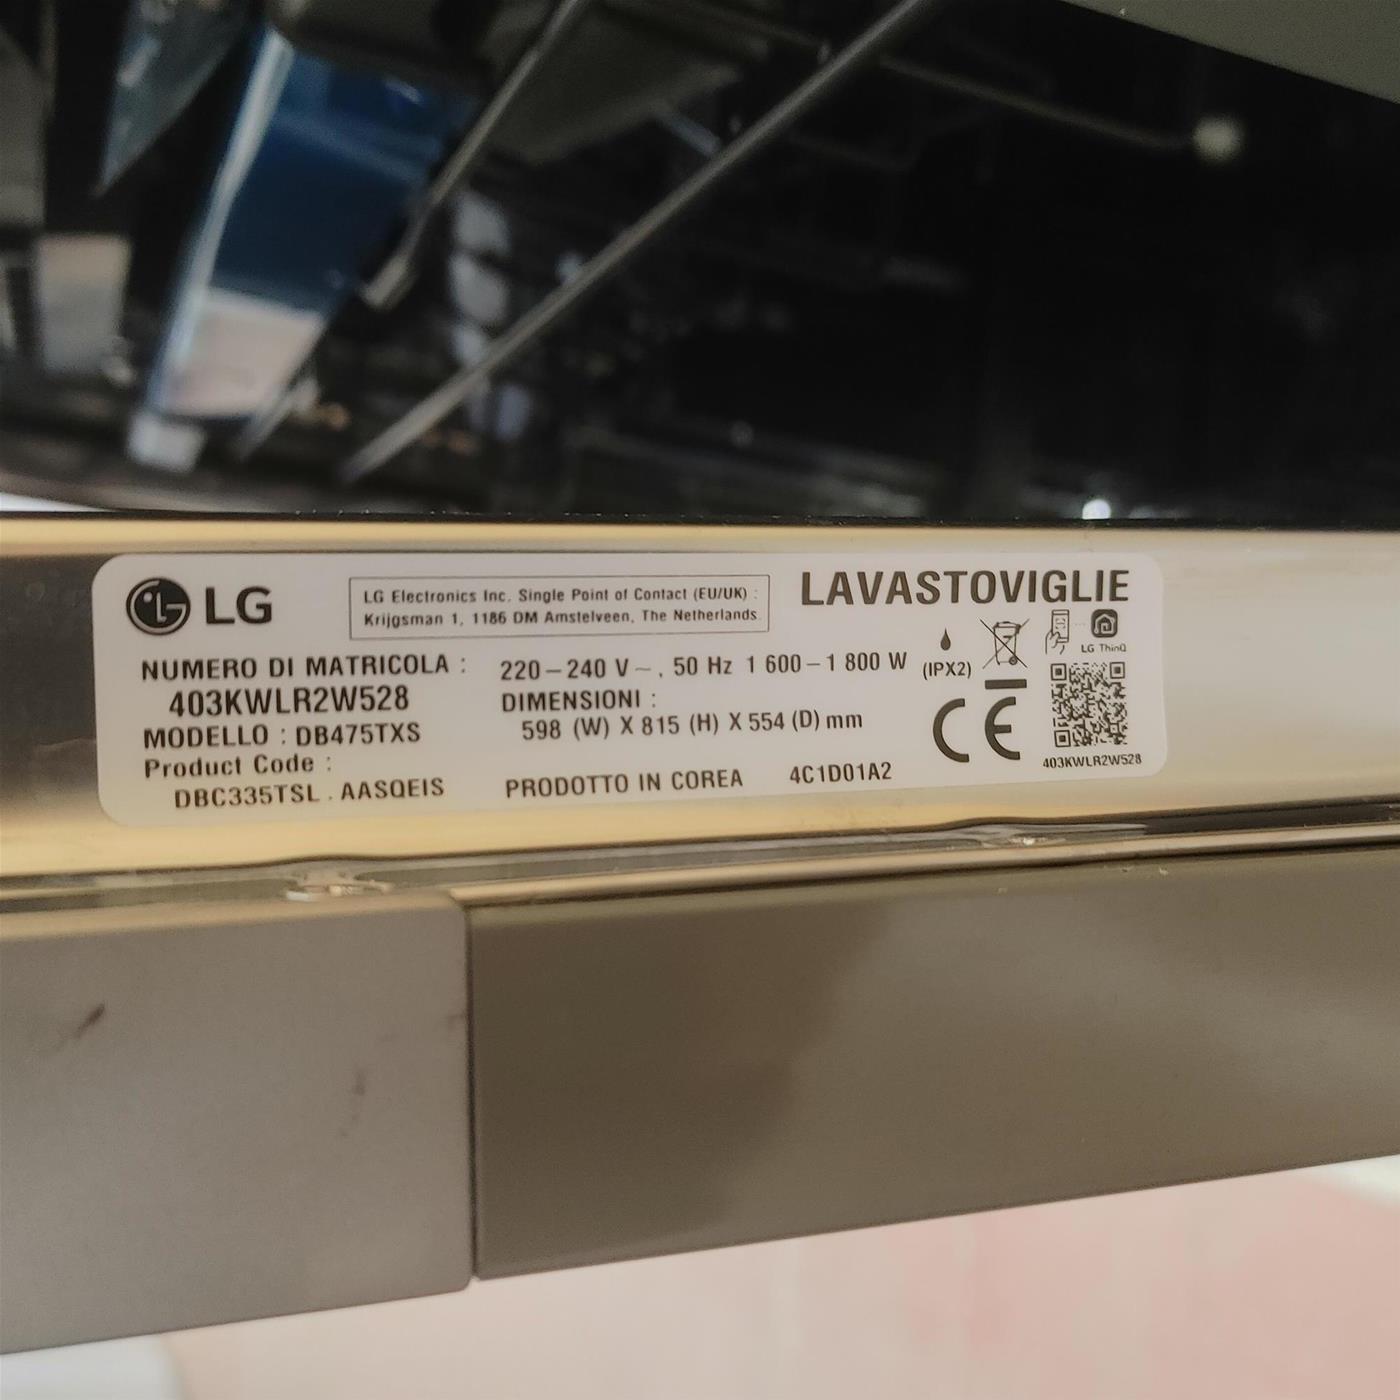 LG
LG Electronics Inc. Single Point of Contact (EU/UK) :
Krijgsman 1, 1186 DM Amstelveen, The Netherlands
LAVASTOVIGLIE
NUMERO DI MATRICOLA :
403KWLR2W528
MODELLO : DB475TXS
Product Code :
DBC335TSL . AASQEIS
220-240 V~, 50 Hz 1 600-1 800 W
DIMENSIONI :
598 (W) X 815 (H) X 554 (D) mm
PRODOTTO IN COREA 4C1D01A2
(IPX2)
LG ThinQ
CE
403KWLR2W528